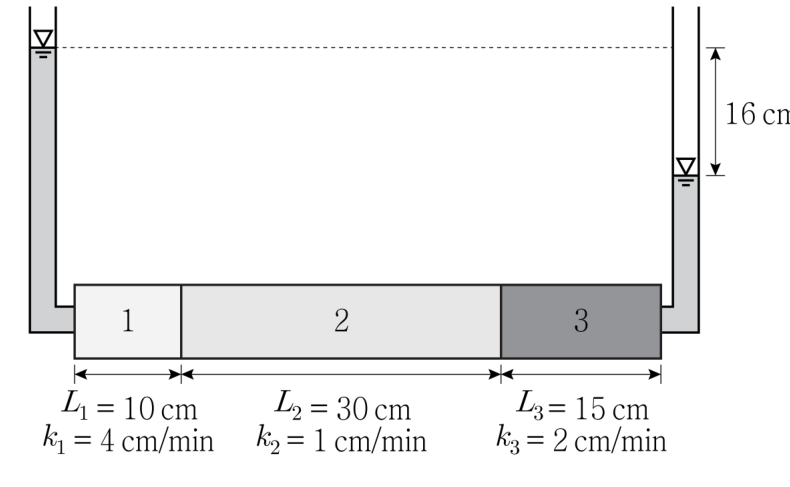 16 cm
1 2 3
L₁ = 10 cm L₂ = 30 cm L₃ = 15 cm
k₁ = 4 cm/min k₂ = 1 cm/min k₃ = 2 cm/min